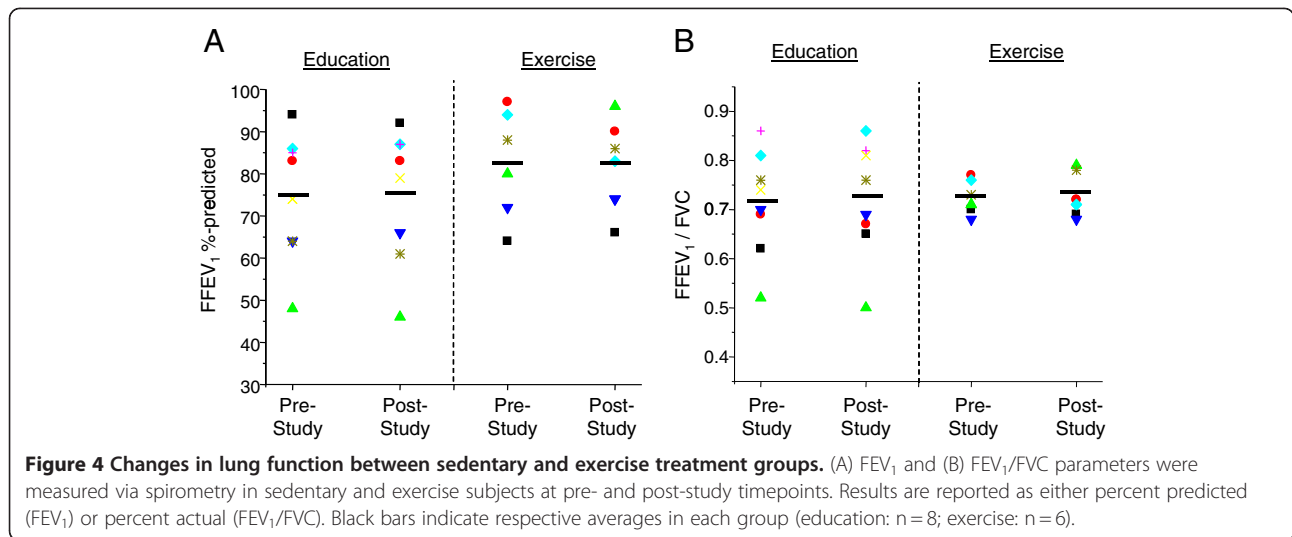 A
B
Education Exercise
Education Exercise
FFEV₁ %-predicted
100
90
80
70
60
50
40
30
Pre-Study Post-Study Pre-Study Post-Study
FFEV₁ / FVC
0.9
0.8
0.7
0.6
0.5
0.4
Pre-Study Post-Study Pre-Study Post-Study
Figure 4 Changes in lung function between sedentary and exercise treatment groups. (A) FEV₁ and (B) FEV₁/FVC parameters were
measured via spirometry in sedentary and exercise subjects at pre- and post-study timepoints. Results are reported as either percent predicted
(FEV₁) or percent actual (FEV₁/FVC). Black bars indicate respective averages in each group (education: n = 8; exercise: n = 6).